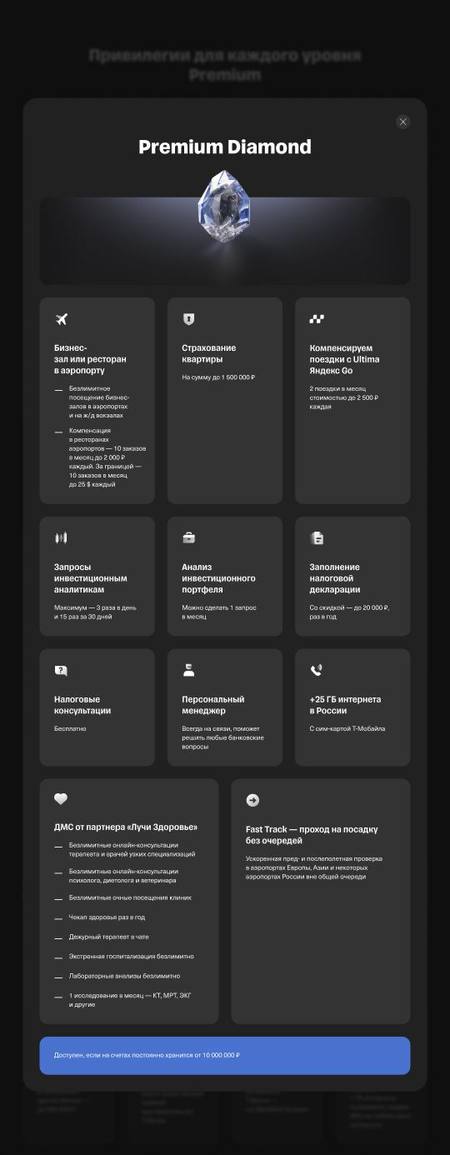 Привилегии для каждого уровня
Premium
Premium Diamond
Бизнес-
зал или ресторан
в аэропорту
— Безлимитное
посещение бизнес-
залов в аэропортах
и на ж/д вокзалах
— Компенсация
в ресторанах
аэропортов — 10 заказов
в месяц до 2 000 ₽
каждый. За границей —
10 заказов в месяц
до 25 $ каждый
Страхование
квартиры
На сумму до 1 500 000 ₽
Компенсируем
поездки с Ultima
Яндекс Go
2 поездки в месяц
стоимостью до 2 500 ₽
каждая
Запросы
инвестиционным
аналитикам
Максимум — 3 раза в день
и 15 раз за 30 дней
Анализ
инвестиционного
портфеля
Можно сделать 1 запрос
в месяц
Заполнение
налоговой
декларации
Со скидкой — до 20 000 ₽,
раз в год
Налоговые
консультации
Бесплатно
Персональный
менеджер
Всегда на связи, поможет
решить любые банковские
вопросы
+25 ГБ интернета
в России
С сим-картой Т-Мобайла
ДМС от партнера «Лучи Здоровье»
— Безлимитные онлайн-консультации
терапевта и врачей узких специализаций
— Безлимитные онлайн-консультации
психолога, диетолога и ветеринара
— Безлимитные очные посещения клиник
— Чекап здоровья раз в год
— Дежурный терапевт в чате
— Экстренная госпитализация безлимитно
— Лабораторные анализы безлимитно
— 1 исследование в месяц — КТ, МРТ, ЭКГ
и другие
Fast Track — проход на посадку
без очередей
Ускоренная пред- и послеполетная проверка
в аэропортах Европы, Азии и некоторых
аэропортах России вне общей очереди
Доступен, если на счетах постоянно хранится от 10 000 000 ₽